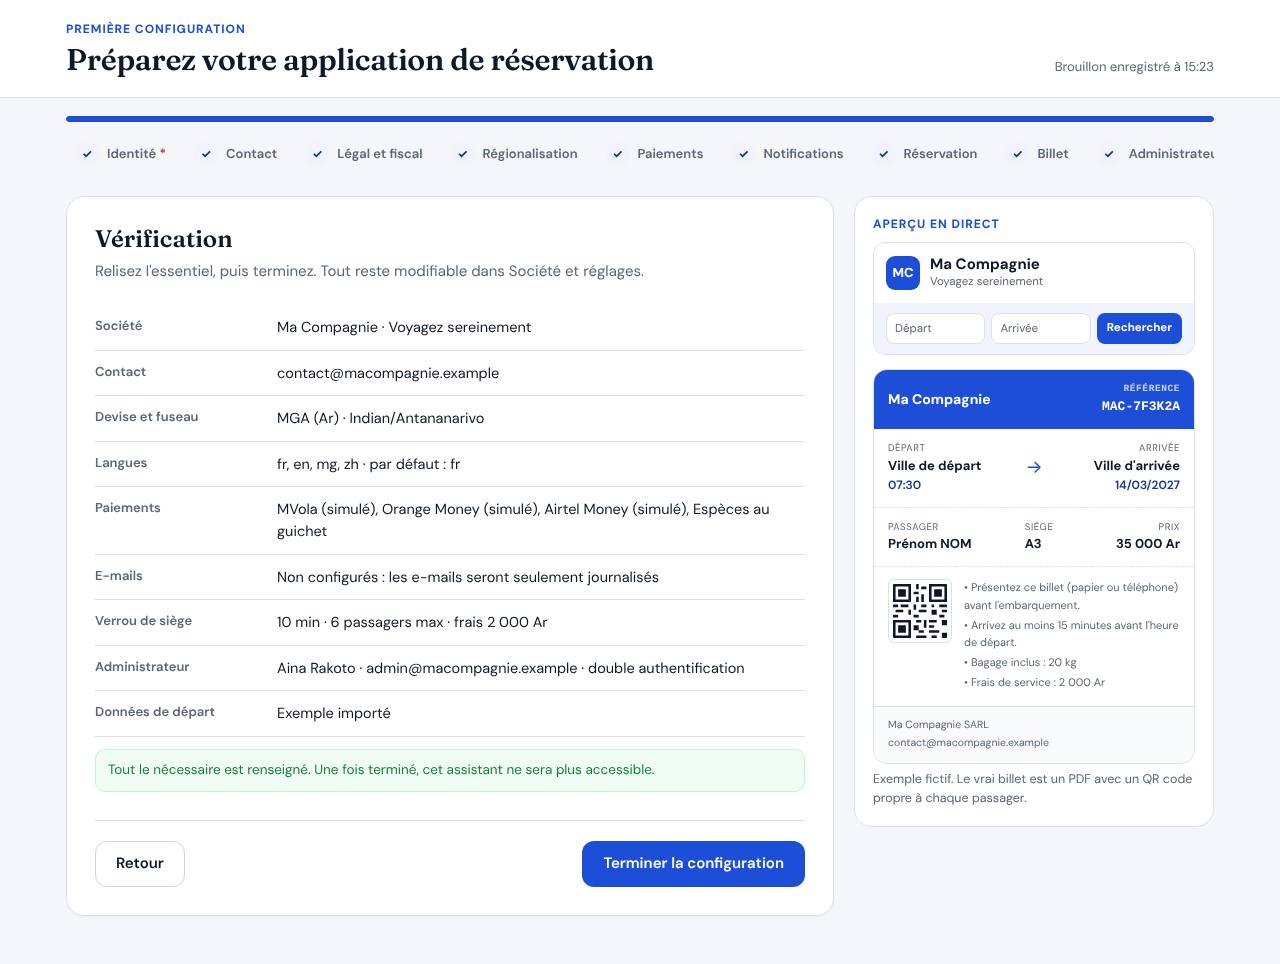 PREMIÈRE CONFIGURATION
Préparez votre application de réservation
Brouillon enregistré à 15:23
Identité *
Contact
Légal et fiscal
Régionalisation
Paiements
Notifications
Réservation
Billet
Administrateu
Vérification
Relisez l'essentiel, puis terminez. Tout reste modifiable dans Société et réglages.
Société
Ma Compagnie · Voyagez sereinement
Contact
contact@macompagnie.example
Devise et fuseau
MGA (Ar) · Indian/Antananarivo
Langues
fr, en, mg, zh · par défaut : fr
Paiements
MVola (simulé), Orange Money (simulé), Airtel Money (simulé), Espèces au
guichet
E-mails
Non configurés : les e-mails seront seulement journalisés
Verrou de siège
10 min · 6 passagers max · frais 2 000 Ar
Administrateur
Aina Rakoto · admin@macompagnie.example · double authentification
Données de départ
Exemple importé
Tout le nécessaire est renseigné. Une fois terminé, cet assistant ne sera plus accessible.
Retour
Terminer la configuration
APERÇU EN DIRECT
MC
Ma Compagnie
Voyagez sereinement
Départ
Arrivée
Rechercher
Ma Compagnie
RÉFÉRENCE
MAC-7F3K2A
DÉPART
ARRIVÉE
Ville de départ
→
Ville d'arrivée
07:30
14/03/2027
PASSAGER
SIÈGE
PRIX
Prénom NOM
A3
35 000 Ar
• Présentez ce billet (papier ou téléphone)
avant l'embarquement.
• Arrivez au moins 15 minutes avant l'heure
de départ.
• Bagage inclus : 20 kg
• Frais de service : 2 000 Ar
Ma Compagnie SARL
contact@macompagnie.example
Exemple fictif. Le vrai billet est un PDF avec un QR code
propre à chaque passager.